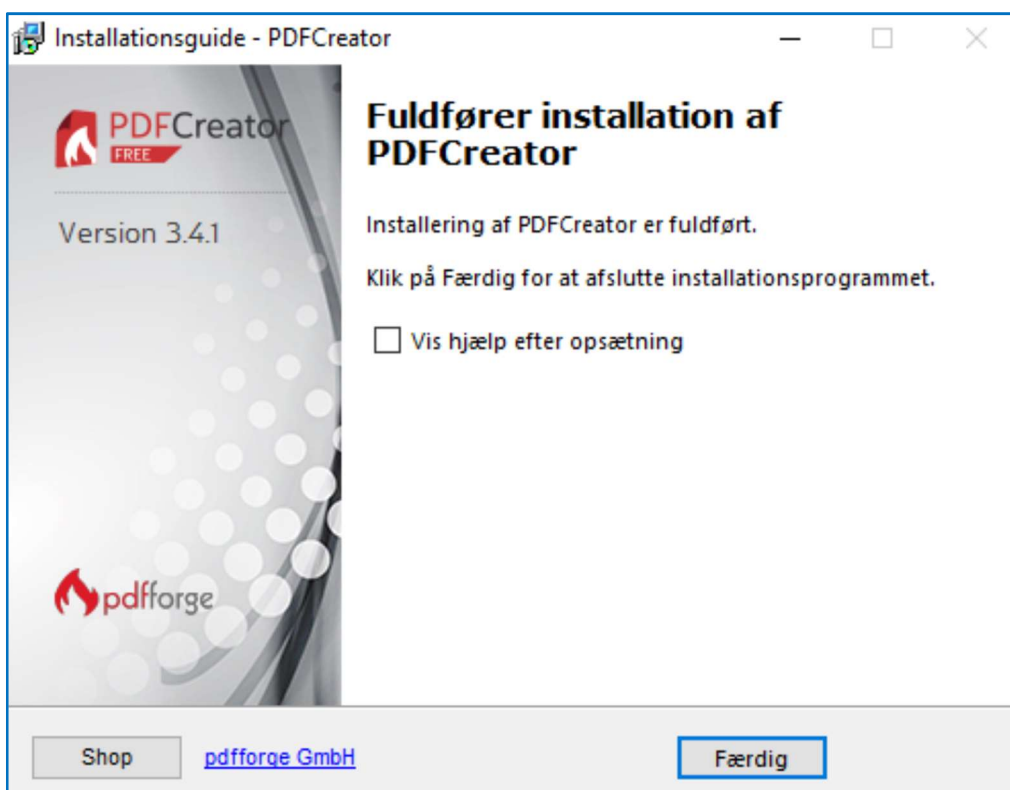 Installationsguide - PDFCreator
PDFCreator
FREE
Version 3.4.1
pdfforge
Fuldfører installation af
PDFCreator
Installering af PDFCreator er fuldført.
Klik på Færdig for at afslutte installationsprogrammet.
Vis hjælp efter opsætning
Shop
pdfforge GmbH
Færdig